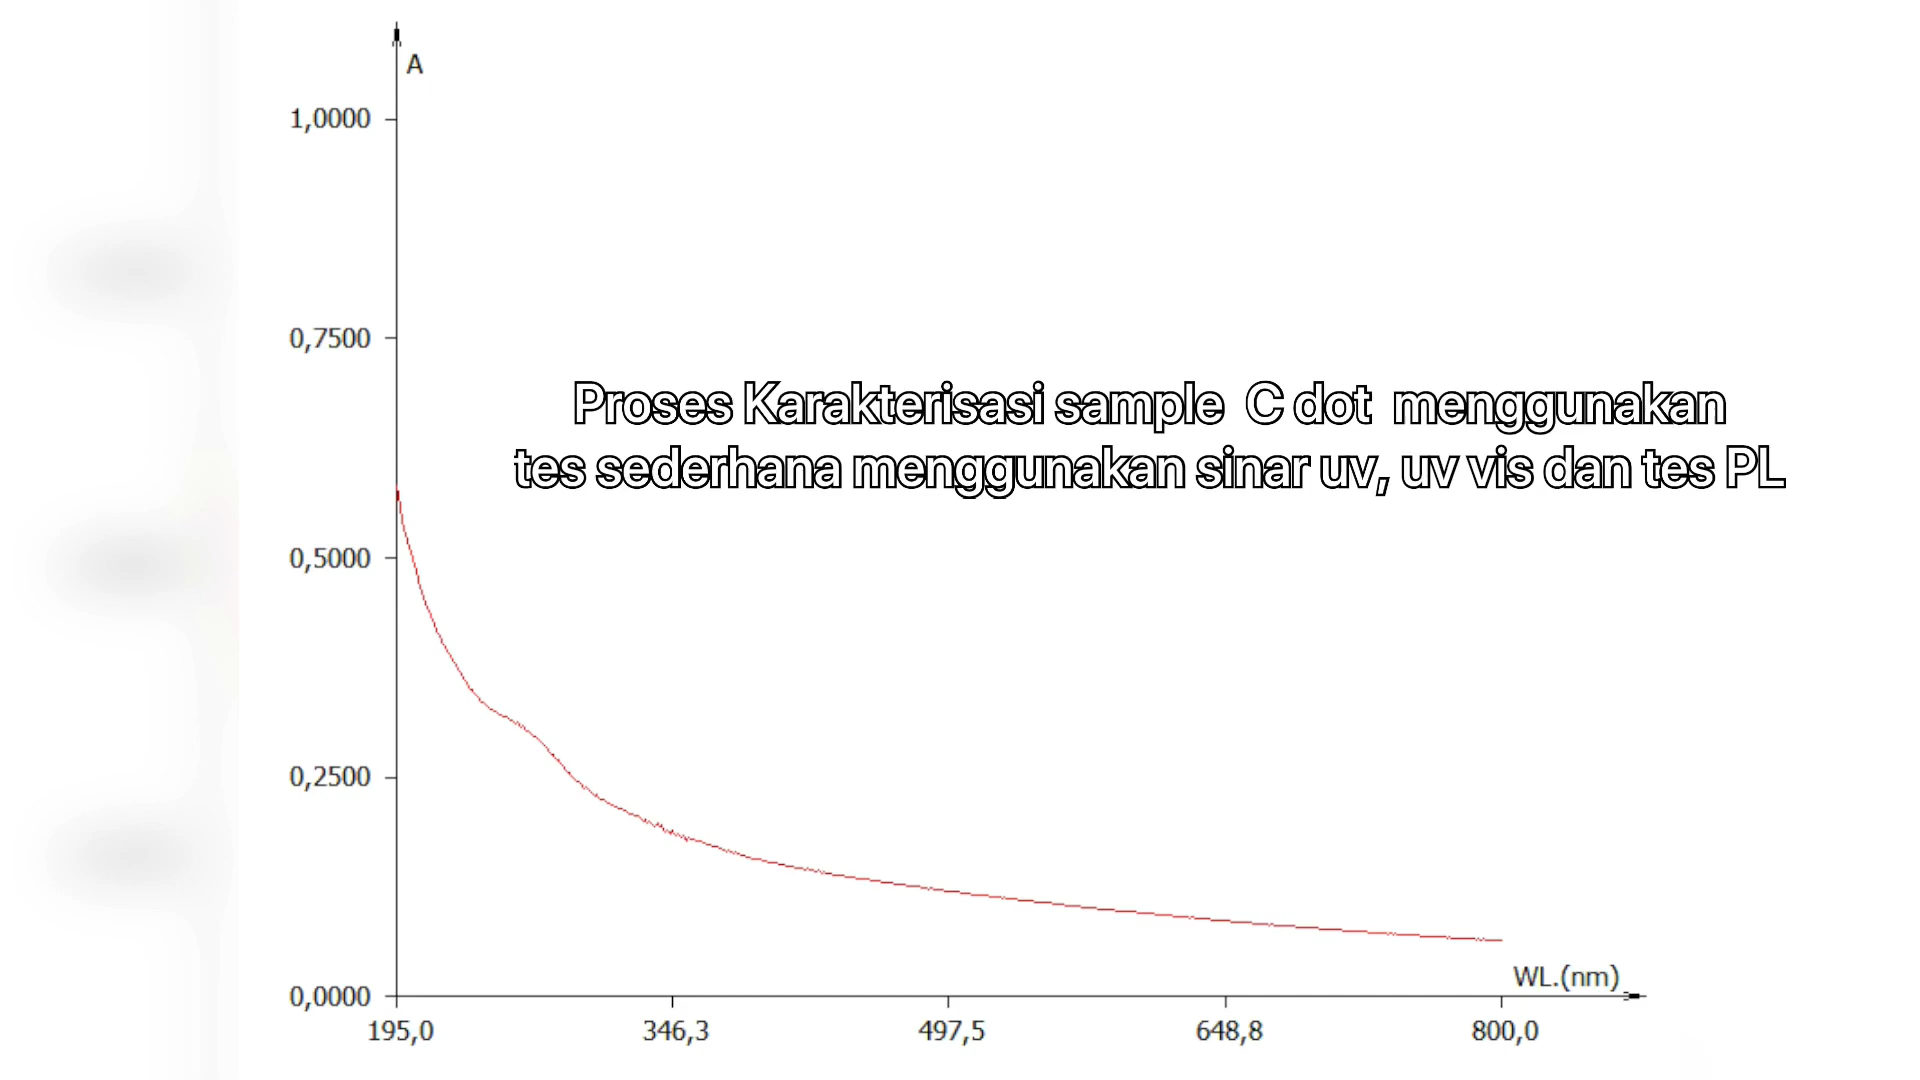 A
1,0000
0,7500
Proses Karakterisasi sample C dot menggunakan
tes sederhana menggunakan sinar uv, uv vis dan tes PL
0,5000
0,2500
WL.(nm)
0,0000
195,0 346,3 497,5 648,8 800,0